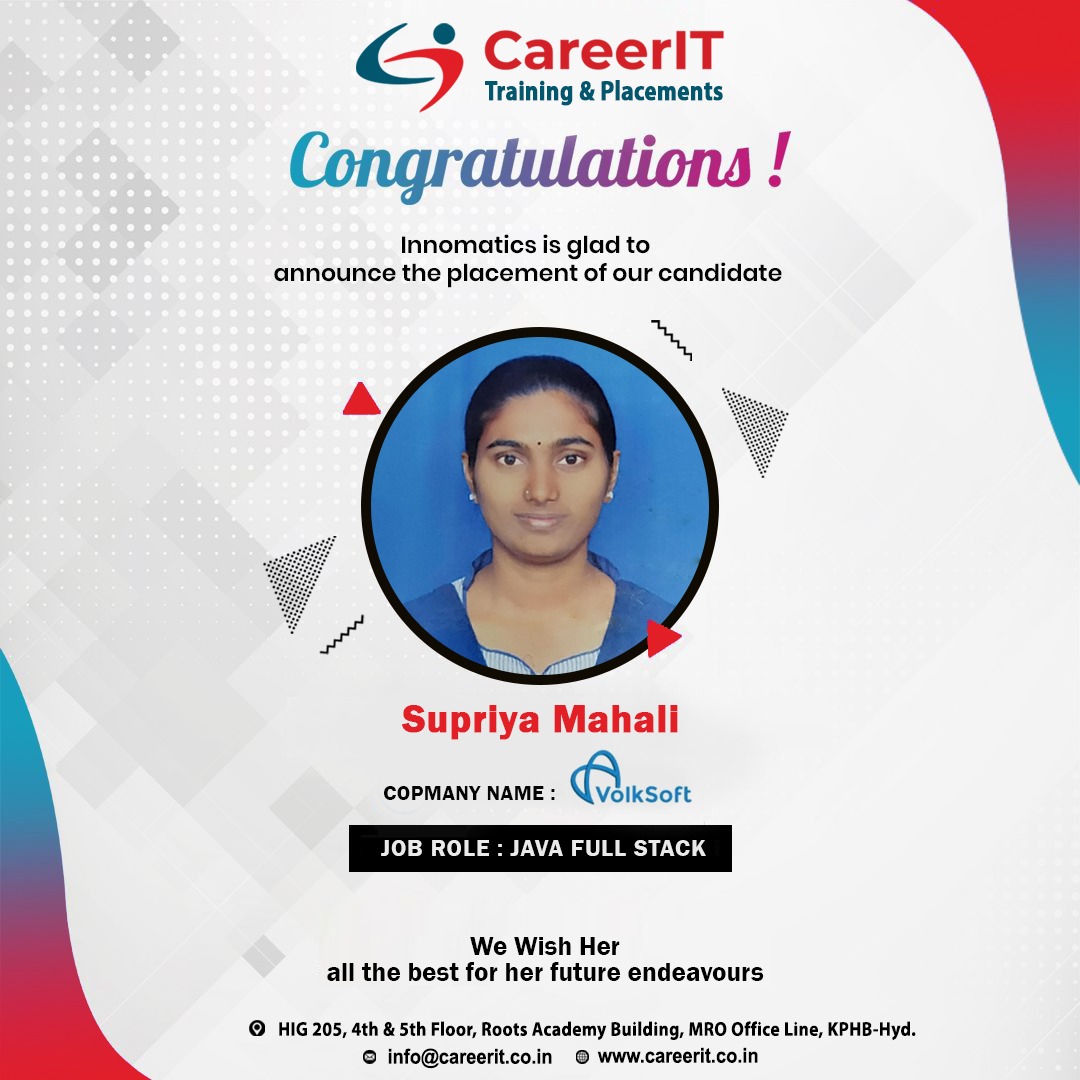 CareerIT
Training & Placements
Congratulations !
Innomatics is glad to
announce the placement of our candidate
Supriya Mahali
COPMANY NAME :
VolkSoft
JOB ROLE : JAVA FULL STACK
We Wish Her
all the best for her future endeavours
HIG 205, 4th & 5th Floor, Roots Academy Building, MRO Office Line, KPHB-Hyd.
info@careerit.co.in www.careerit.co.in